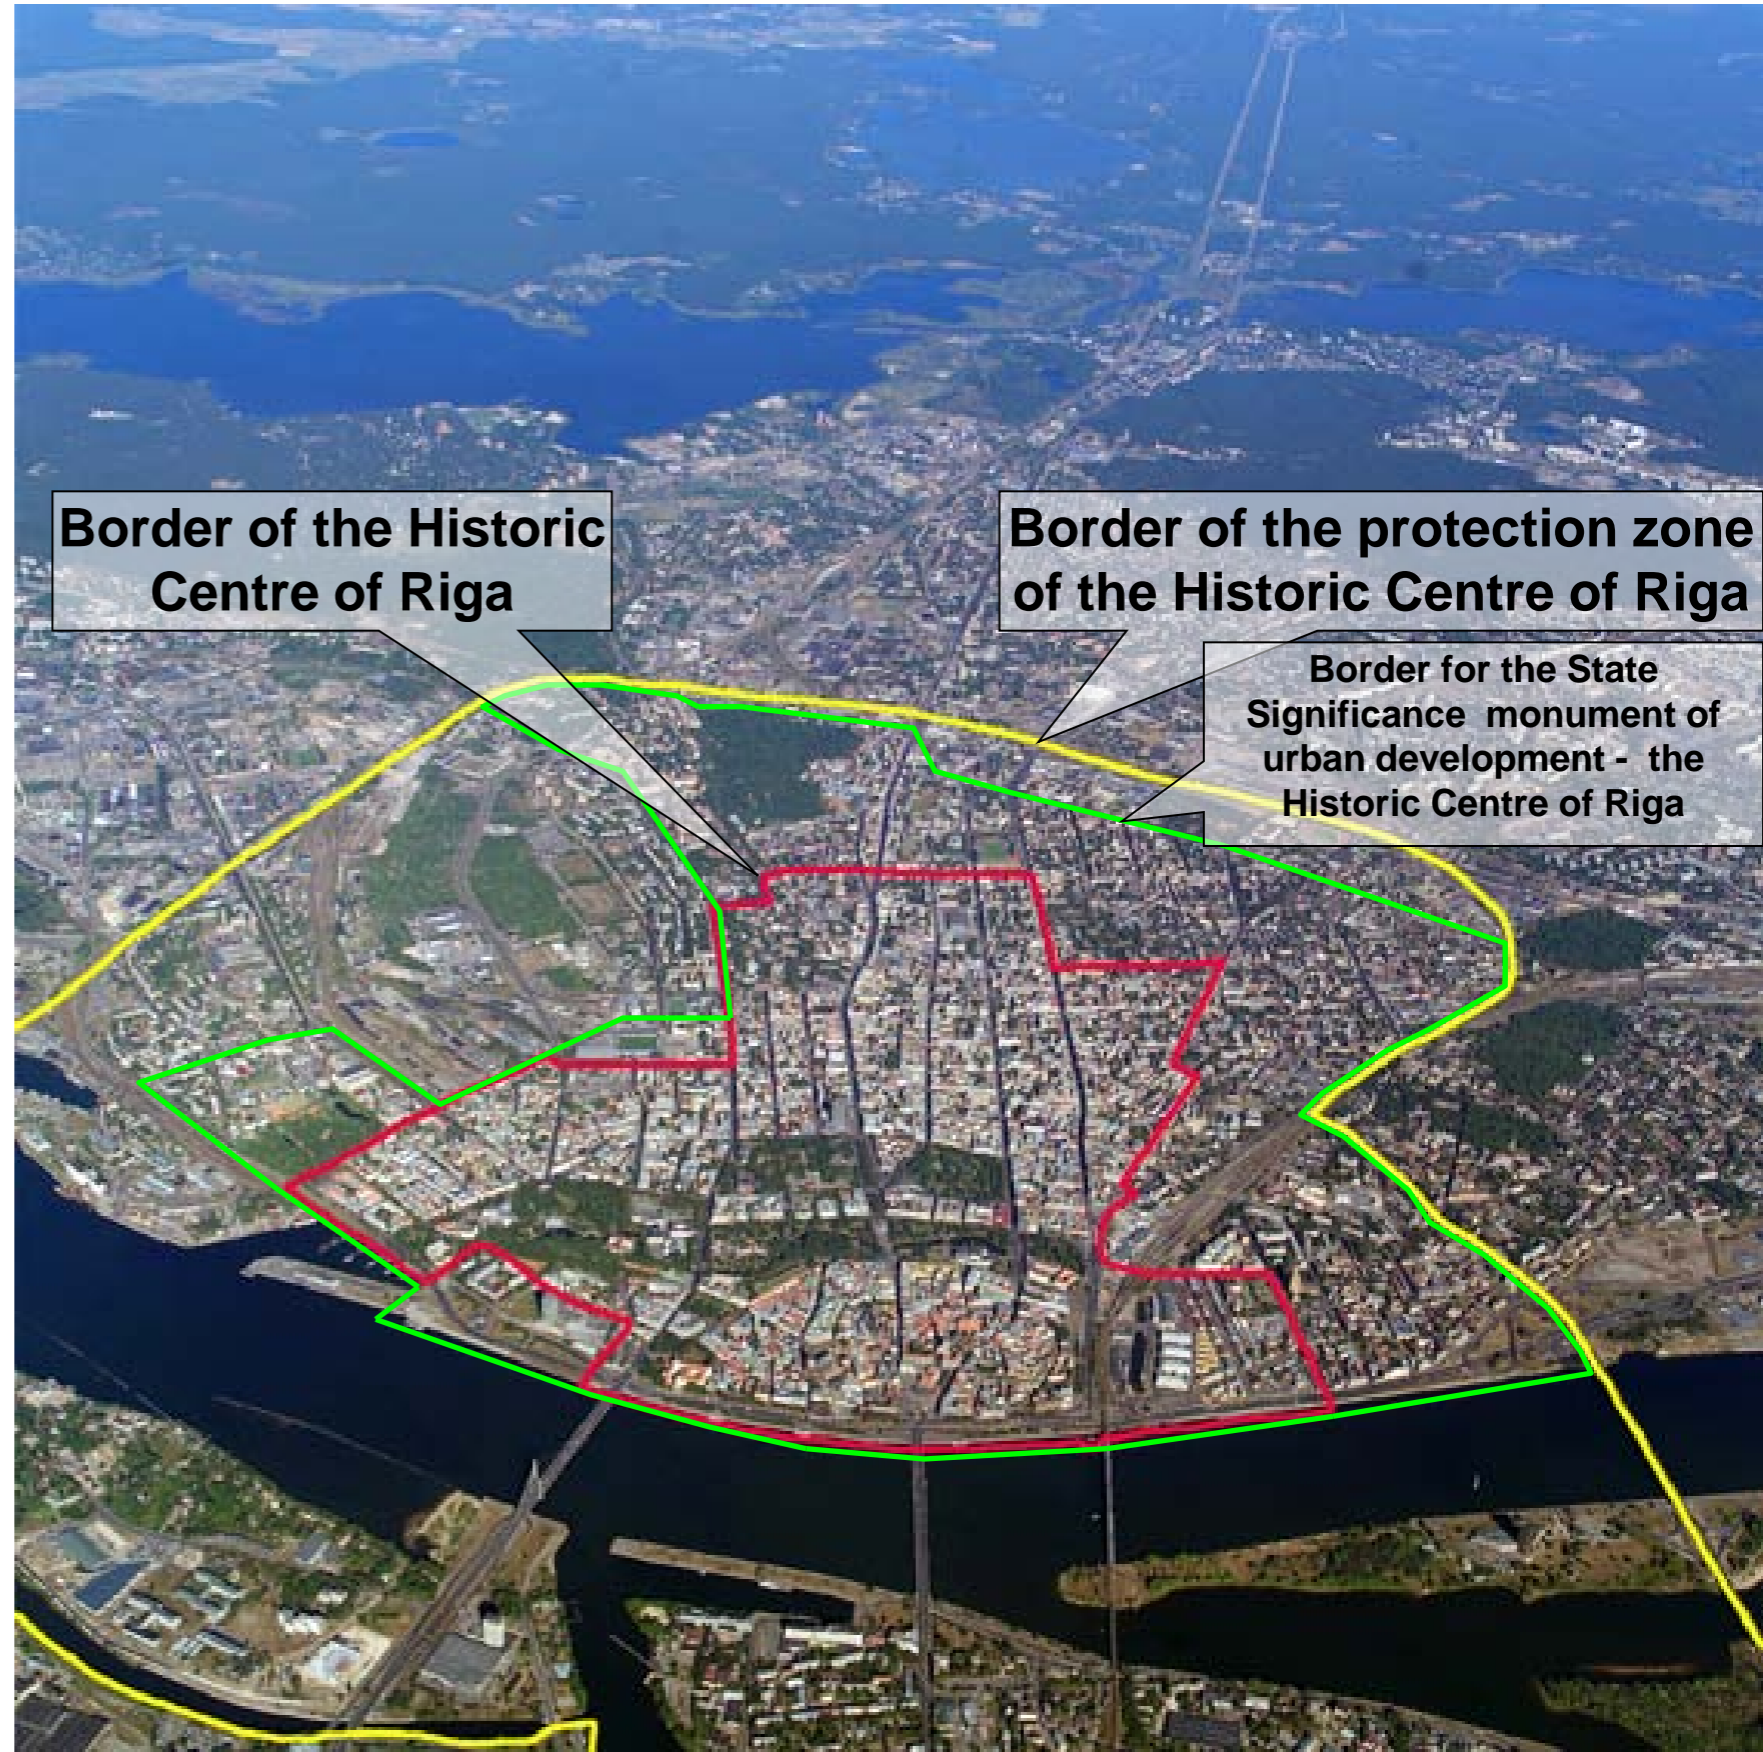 Border of the Historic
Centre of Riga
Border of the protection zone
of the Historic Centre of Riga
Border for the State
Significance monument of
urban development - the
Historic Centre of Riga